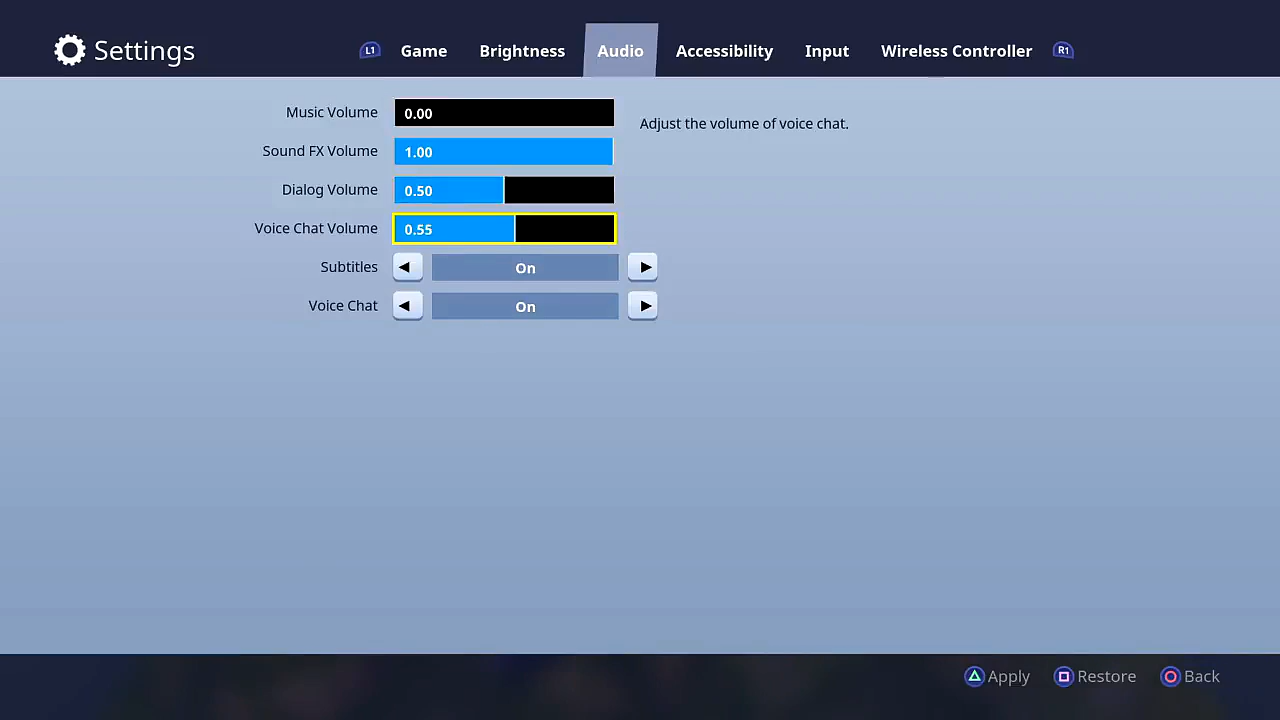 Settings
L1 Game Brightness Audio Accessibility Input Wireless Controller R1
Music Volume 0.00
Adjust the volume of voice chat.
Sound FX Volume 1.00
Dialog Volume 0.50
Voice Chat Volume 0.55
Subtitles On
Voice Chat On
Apply Restore Back